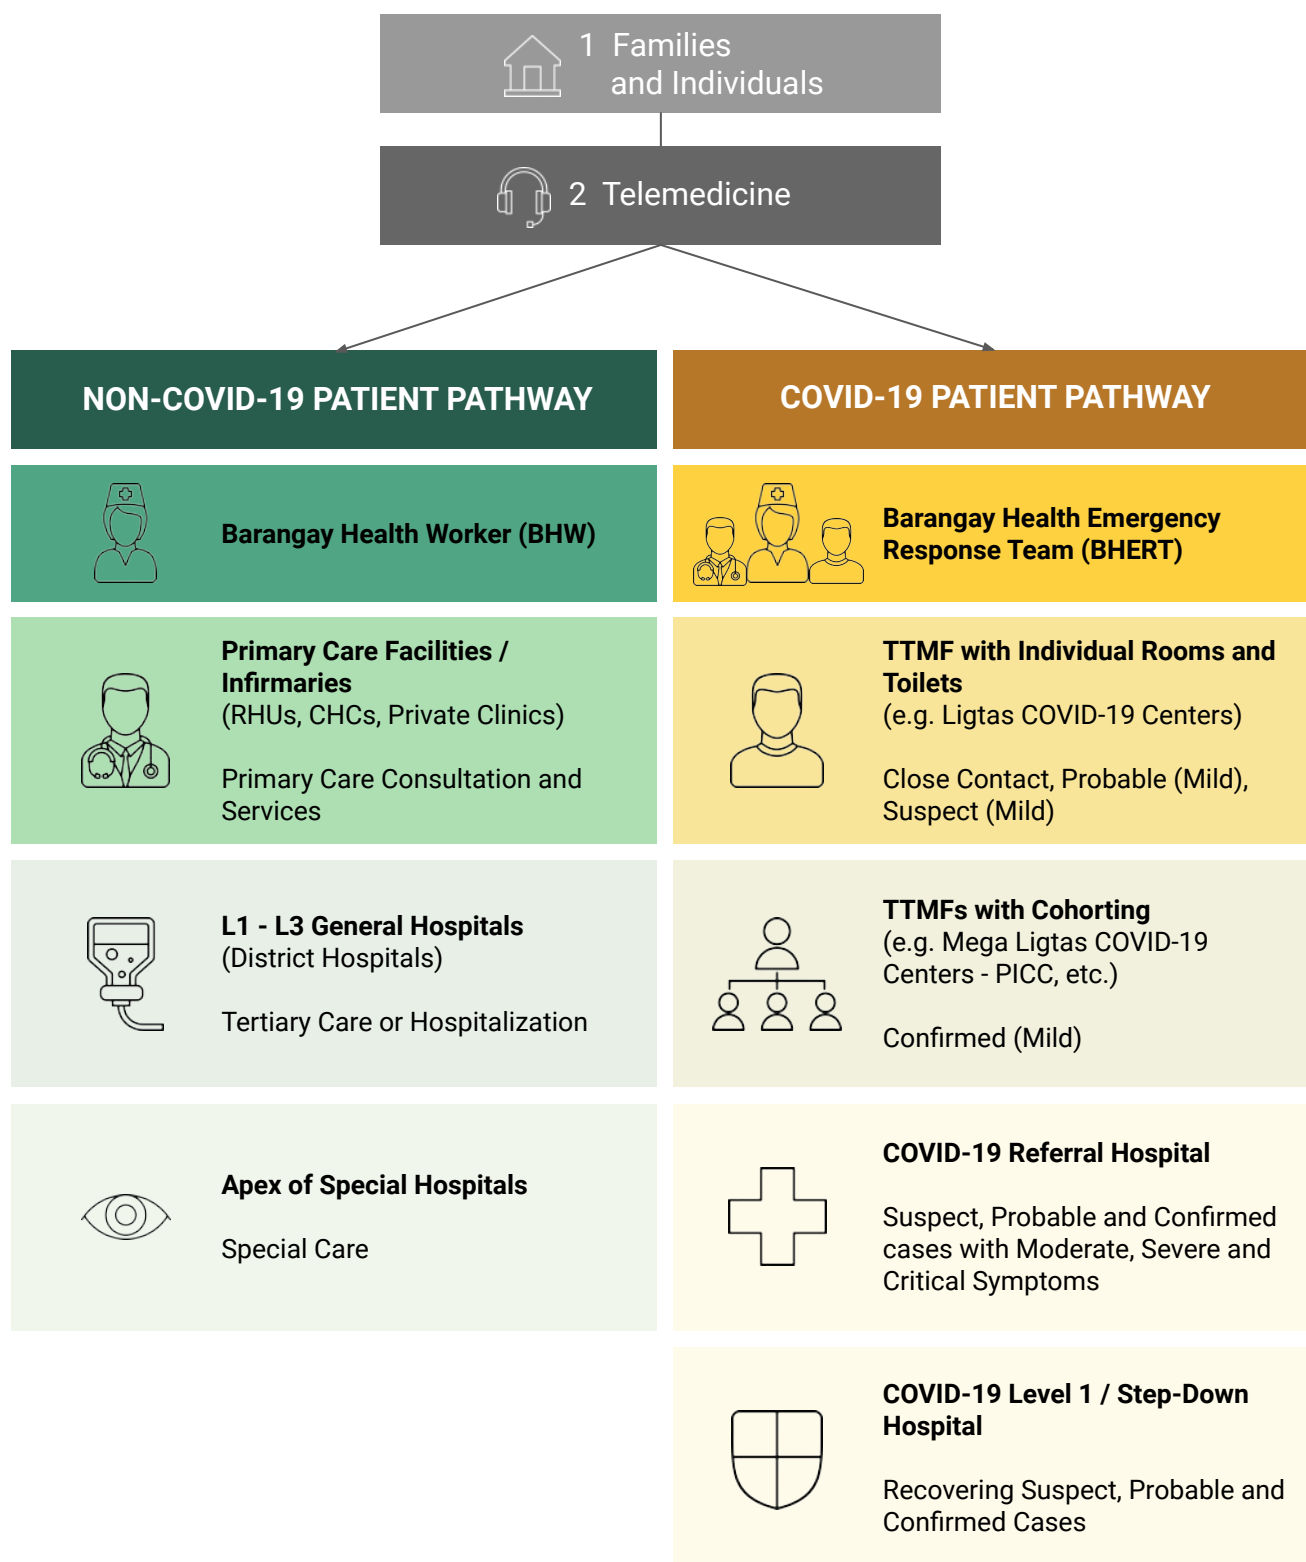 1 Families
and Individuals
2 Telemedicine
NON-COVID-19 PATIENT PATHWAY
Barangay Health Worker (BHW)
Primary Care Facilities /
Infirmaries
(RHUs, CHCs, Private Clinics)
Primary Care Consultation and
Services
L1 - L3 General Hospitals
(District Hospitals)
Tertiary Care or Hospitalization
Apex of Special Hospitals
Special Care
COVID-19 PATIENT PATHWAY
Barangay Health Emergency
Response Team (BHERT)
TTMF with Individual Rooms and
Toilets
(e.g. Ligtas COVID-19 Centers)
Close Contact, Probable (Mild),
Suspect (Mild)
TTMFs with Cohorting
(e.g. Mega Ligtas COVID-19
Centers - PICC, etc.)
Confirmed (Mild)
COVID-19 Referral Hospital
Suspect, Probable and Confirmed
cases with Moderate, Severe and
Critical Symptoms
COVID-19 Level 1 / Step-Down
Hospital
Recovering Suspect, Probable and
Confirmed Cases